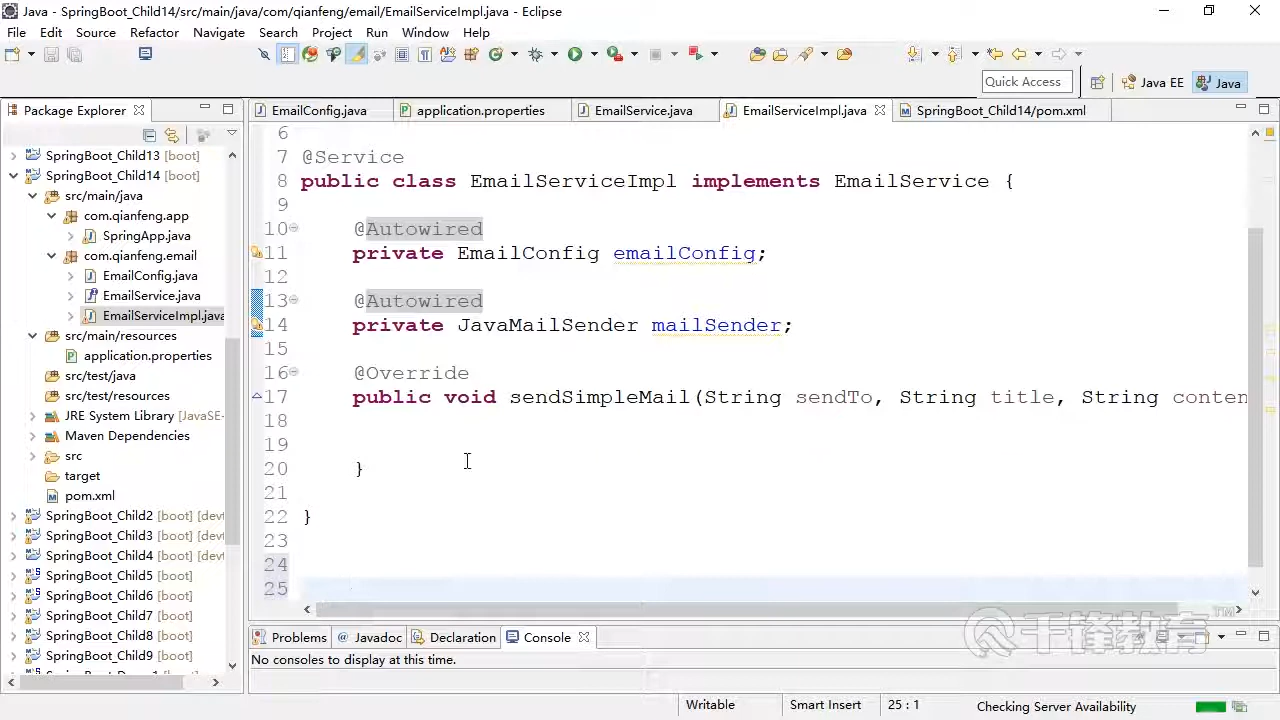 Java - SpringBoot_Child14/src/main/java/com/qianfeng/email/EmailServiceImpl.java - Eclipse
File Edit Source Refactor Navigate Search Project Run Window Help
Quick Access
Java EE
Java
Package Explorer
EmailConfig.java
application.properties
EmailService.java
EmailServiceImpl.java
SpringBoot_Child14/pom.xml
SpringBoot_Child13 [boot]
SpringBoot_Child14 [boot]
src/main/java
com.qianfeng.app
SpringApp.java
com.qianfeng.email
EmailConfig.java
EmailService.java
EmailServiceImpl.java
src/main/resources
application.properties
src/test/java
src/test/resources
JRE System Library [JavaSE-
Maven Dependencies
src
target
pom.xml
SpringBoot_Child2 [boot] [devt
SpringBoot_Child3 [boot] [devt
SpringBoot_Child4 [boot] [devt
SpringBoot_Child5 [boot]
SpringBoot_Child6 [boot]
SpringBoot_Child7 [boot]
SpringBoot_Child8 [boot]
SpringBoot_Child9 [boot]
6
7 @Service
8 public class EmailServiceImpl implements EmailService {
9
10 @Autowired
11 private EmailConfig emailConfig;
12
13 @Autowired
14 private JavaMailSender mailSender;
15
16 @Override
17 public void sendSimpleMail(String sendTo, String title, String conten
18
19
20 }
21
22 }
23
24
25
千锋教育 TM
Problems @ Javadoc Declaration Console
No consoles to display at this time.
Writable
Smart Insert
25 : 1
Checking Server Availability